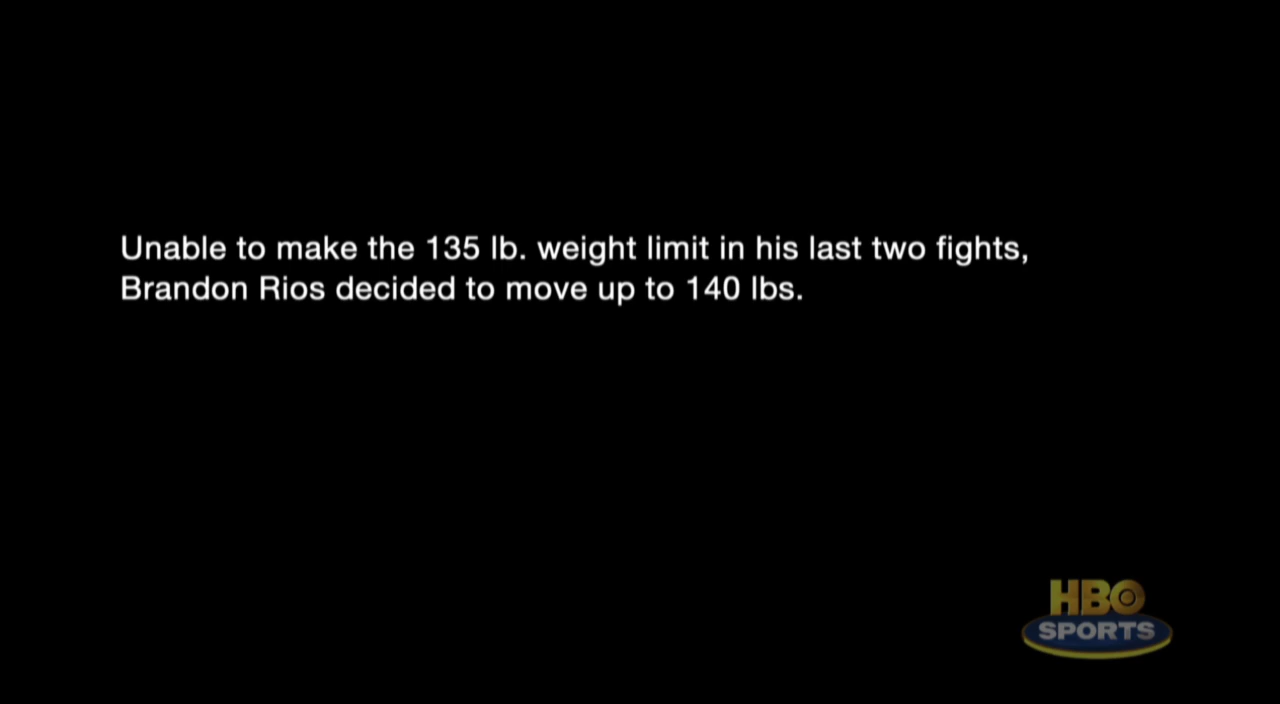 Unable to make the 135 lb. weight limit in his last two fights,
Brandon Rios decided to move up to 140 lbs.
HBO
SPORTS